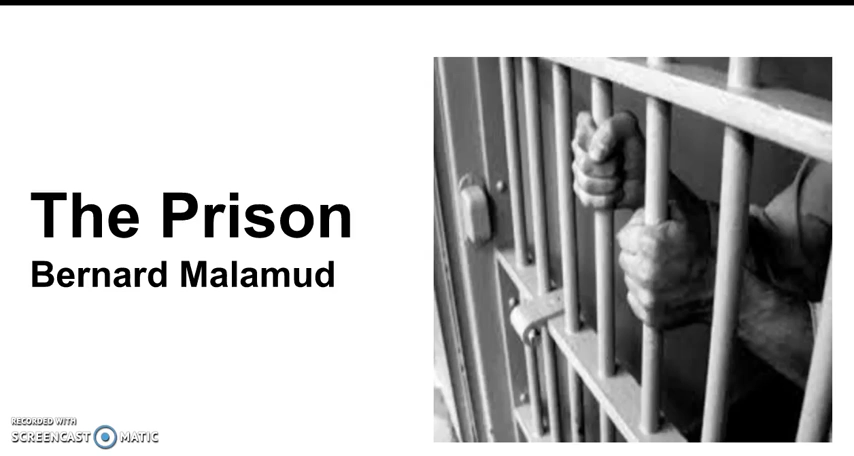 The Prison
Bernard Malamud
RECORDED WITH
SCREENCAST MATIC